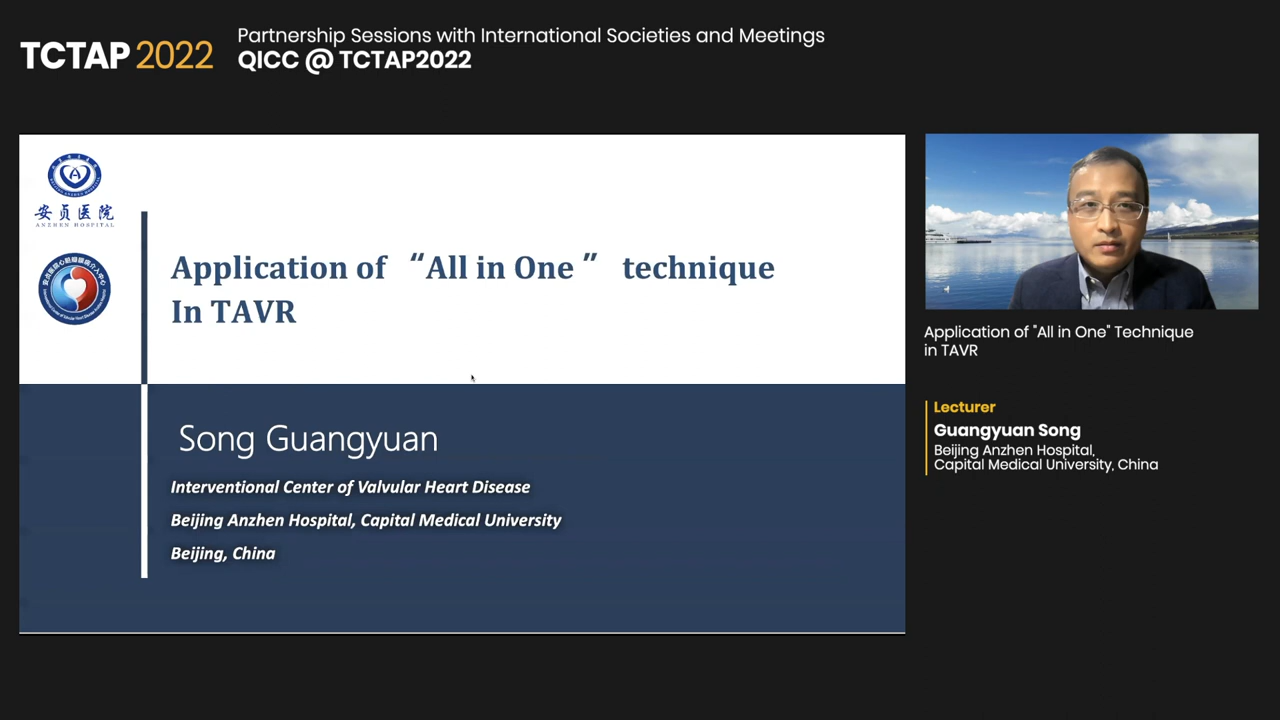 TCTAP 2022
Partnership Sessions with International Societies and Meetings
QICC @ TCTAP2022
安贞医院
ANZHEN HOSPITAL
Application of “All in One” technique
In TAVR
Song Guangyuan
Interventional Center of Valvular Heart Disease
Beijing Anzhen Hospital, Capital Medical University
Beijing, China
Application of "All in One" Technique
in TAVR
Lecturer
Guangyuan Song
Beijing Anzhen Hospital,
Capital Medical University, China